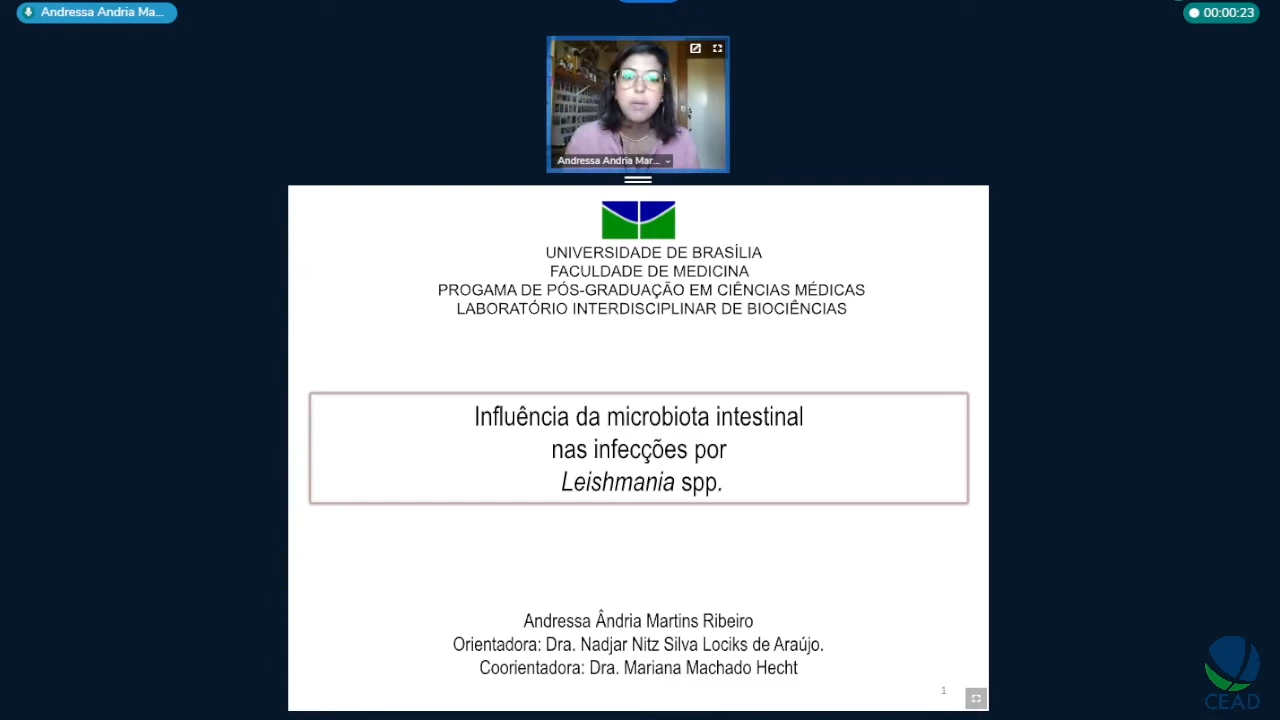 Andressa Andria Ma...
00:00:23
Andressa Andria Mar...
UNIVERSIDADE DE BRASÍLIA
FACULDADE DE MEDICINA
PROGAMA DE PÓS-GRADUAÇÃO EM CIÊNCIAS MÉDICAS
LABORATÓRIO INTERDISCIPLINAR DE BIOCIÊNCIAS
Influência da microbiota intestinal
nas infecções por
Leishmania spp.
Andressa Ândria Martins Ribeiro
Orientadora: Dra. Nadjar Nitz Silva Lociks de Araújo.
Coorientadora: Dra. Mariana Machado Hecht
1
CEAD